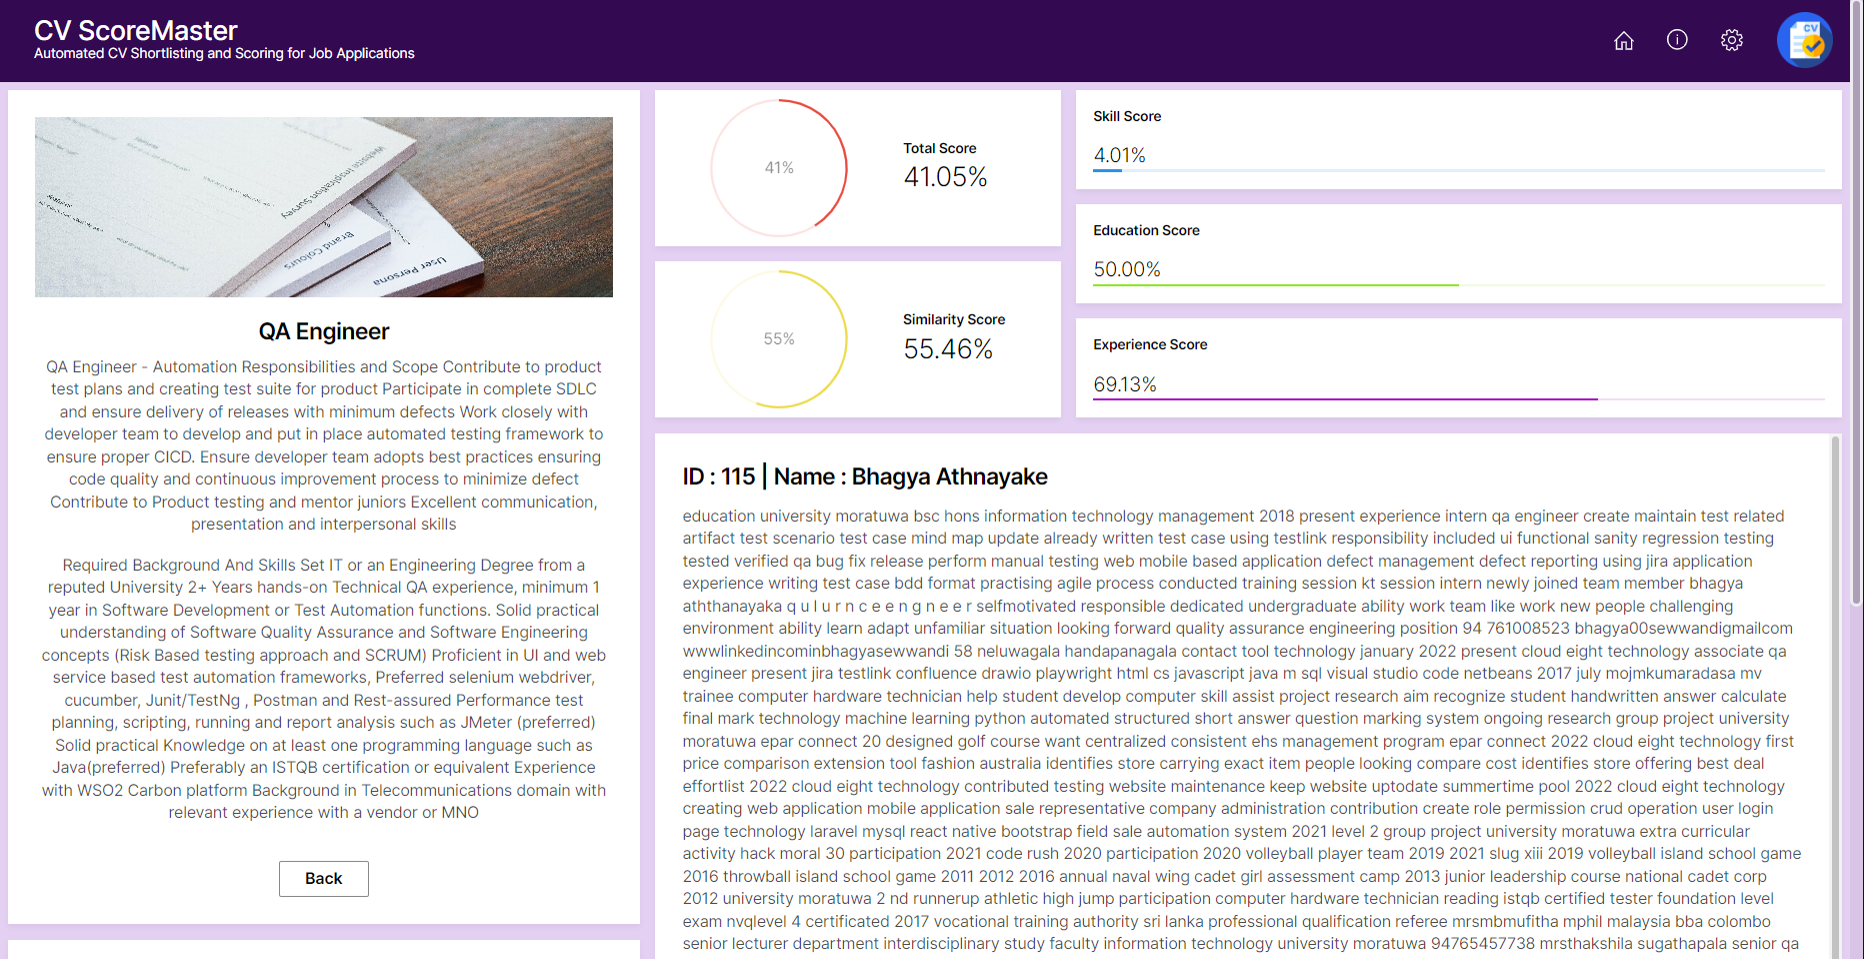 CV ScoreMaster
Automated CV Shortlisting and Scoring for Job Applications
CV
Website Inspiration Survey
Brand Colours
User Persona
QA Engineer
QA Engineer - Automation Responsibilities and Scope Contribute to product
test plans and creating test suite for product Participate in complete SDLC
and ensure delivery of releases with minimum defects Work closely with
developer team to develop and put in place automated testing framework to
ensure proper CICD. Ensure developer team adopts best practices ensuring
code quality and continuous improvement process to minimize defect
Contribute to Product testing and mentor juniors Excellent communication,
presentation and interpersonal skills
Required Background And Skills Set IT or an Engineering Degree from a
reputed University 2+ Years hands-on Technical QA experience, minimum 1
year in Software Development or Test Automation functions. Solid practical
understanding of Software Quality Assurance and Software Engineering
concepts (Risk Based testing approach and SCRUM) Proficient in UI and web
service based test automation frameworks, Preferred selenium webdriver,
cucumber, Junit/TestNg , Postman and Rest-assured Performance test
planning, scripting, running and report analysis such as JMeter (preferred)
Solid practical Knowledge on at least one programming language such as
Java(preferred) Preferably an ISTQB certification or equivalent Experience
with WSO2 Carbon platform Background in Telecommunications domain with
relevant experience with a vendor or MNO
Back
41%
Total Score
41.05%
55%
Similarity Score
55.46%
Skill Score
4.01%
Education Score
50.00%
Experience Score
69.13%
ID : 115 | Name : Bhagya Athnayake
education university moratuwa bsc hons information technology management 2018 present experience intern qa engineer create maintain test related
artifact test scenario test case mind map update already written test case using testlink responsibility included ui functional sanity regression testing
tested verified qa bug fix release perform manual testing web mobile based application defect management defect reporting using jira application
experience writing test case bdd format practising agile process conducted training session kt session intern newly joined team member bhagya
aththanayaka q u l u r n c e e n g n e e r selfmotivated responsible dedicated undergraduate ability work team like work new people challenging
environment ability learn adapt unfamiliar situation looking forward quality assurance engineering position 94 761008523 bhagya00sewwandigmailcom
wwwlinkedincominbhagyasewwandi 58 neluwagala handapanagala contact tool technology january 2022 present cloud eight technology associate qa
engineer present jira testlink confluence drawio playwright html cs javascript java m sql visual studio code netbeans 2017 july mojmkumaradasa mv
trainee computer hardware technician help student develop computer skill assist project research aim recognize student handwritten answer calculate
final mark technology machine learning python automated structured short answer question marking system ongoing research group project university
moratuwa epar connect 20 designed golf course want centralized consistent ehs management program epar connect 2022 cloud eight technology first
price comparison extension tool fashion australia identifies store carrying exact item people looking compare cost identifies store offering best deal
effortlist 2022 cloud eight technology contributed testing website maintenance keep website uptodate summertime pool 2022 cloud eight technology
creating web application mobile application sale representative company administration contribution create role permission crud operation user login
page technology laravel mysql react native bootstrap field sale automation system 2021 level 2 group project university moratuwa extra curricular
activity hack moral 30 participation 2021 code rush 2020 participation 2020 volleyball player team 2019 2021 slug xiii 2019 volleyball island school game
2016 throwball island school game 2011 2012 2016 annual naval wing cadet girl assessment camp 2013 junior leadership course national cadet corp
2012 university moratuwa 2 nd runnerup athletic high jump participation computer hardware technician reading istqb certified tester foundation level
exam nvqlevel 4 certificated 2017 vocational training authority sri lanka professional qualification referee mrsmbmufitha mphil malaysia bba colombo
senior lecturer department interdisciplinary study faculty information technology university moratuwa 94765457738 mrsthakshila sugathapala senior qa